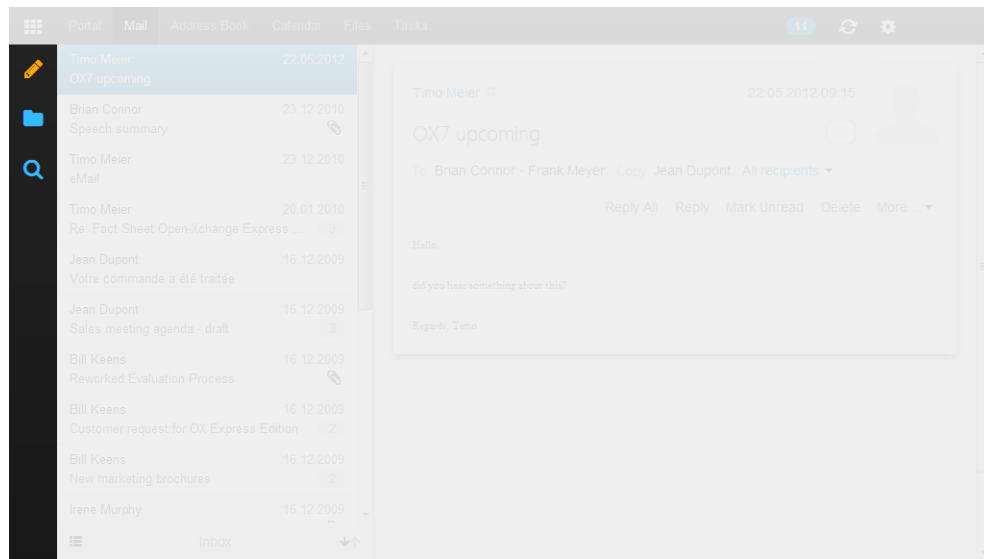 Portal Mail Address Book Calendar Files Tasks 11
Timo Meier 22.05.2012
OX7 upcoming
Brian Connor 23.12.2010
Speech summary
Timo Meier 23.12.2010
eMail
Timo Meier 20.01.2010
Re: Fact Sheet Open-Xchange Express ... 3
Jean Dupont 16.12.2009
Votre commande a été traitée
Jean Dupont 16.12.2009
Sales meeting agenda - draft 3
Bill Keens 16.12.2009
Reworked Evaluation Process
Bill Keens 16.12.2009
Customer request for OX Express Edition 2
Bill Keens 16.12.2009
New marketing brochures 2
Irene Murphy 16.12.2009
Inbox
Timo Meier 22.05.2012 09:15
OX7 upcoming
To: Brian Connor - Frank Meyer Copy: Jean Dupont All recipients
Reply All Reply Mark Unread Delete More ...
Hallo,
did you hear something about this?
Regards, Timo